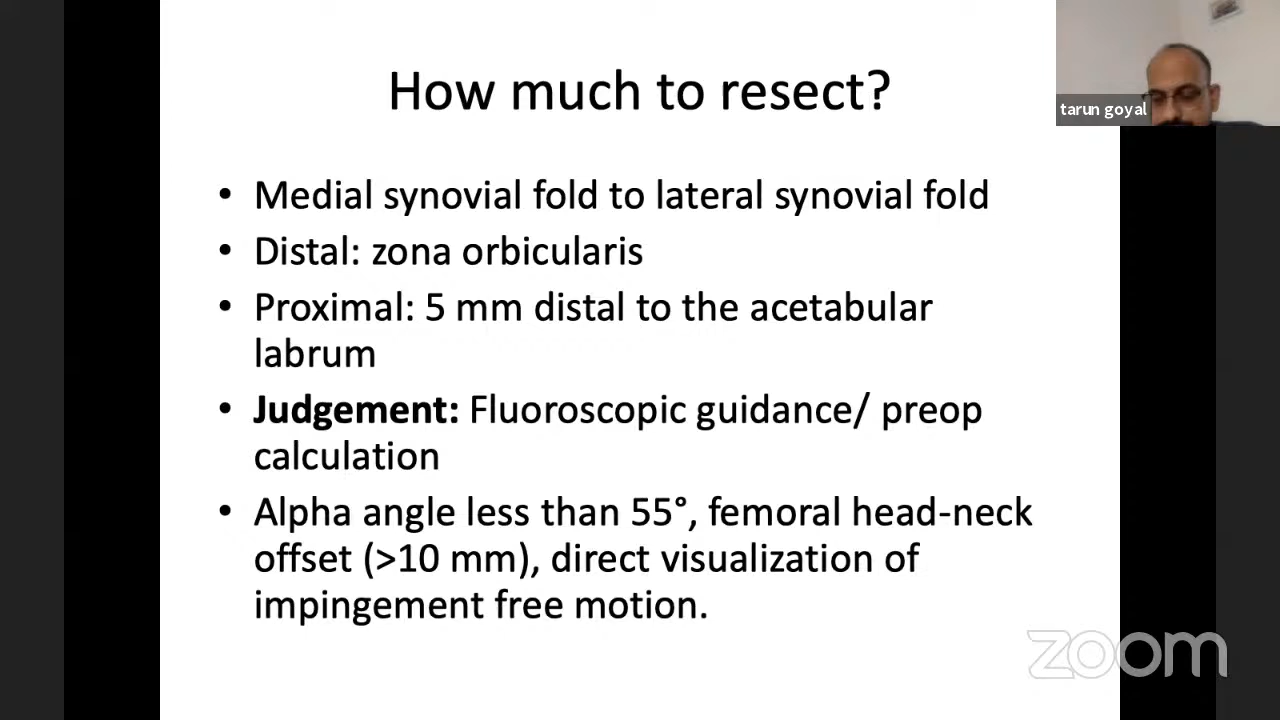 How much to resect?
tarun goyal
• Medial synovial fold to lateral synovial fold
• Distal: zona orbicularis
• Proximal: 5 mm distal to the acetabular
labrum
• Judgement: Fluoroscopic guidance/ preop
calculation
• Alpha angle less than 55°, femoral head-neck
offset (>10 mm), direct visualization of
impingement free motion.
zoom